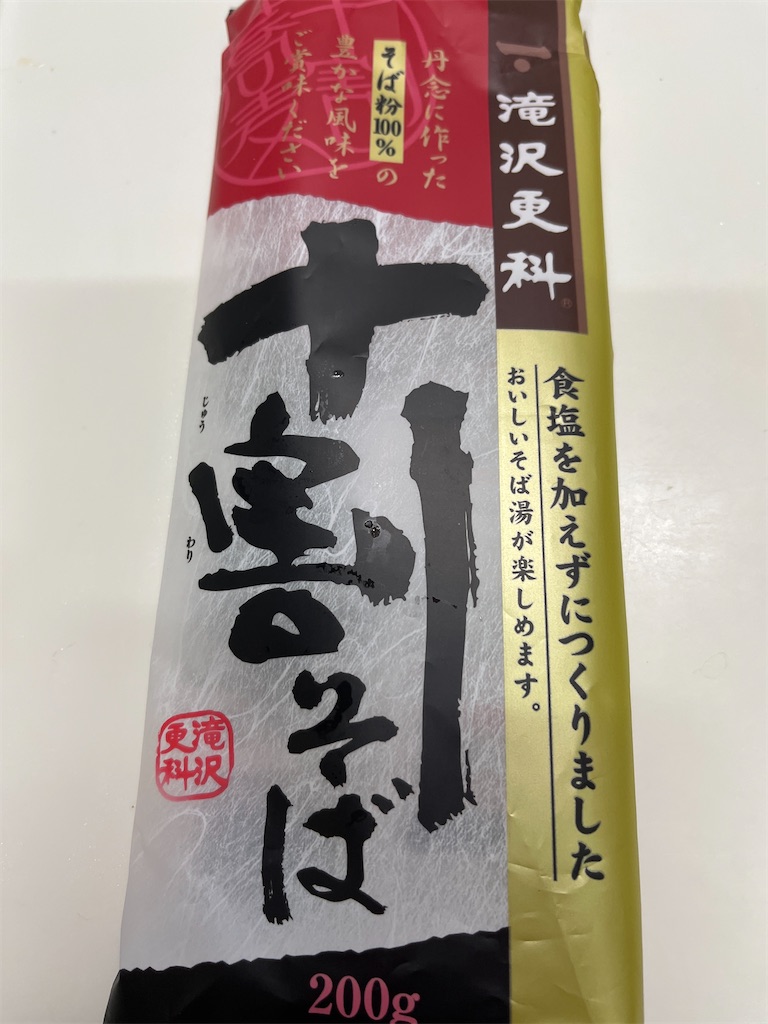 滝沢更科
食塩を加えずにつくりました
おいしいそば湯が楽しめます。
丹念に作った
そば粉100%の
豊かな風味を
ご賞味ください
十割そば
じゅう
わり
滝沢
更科
200g